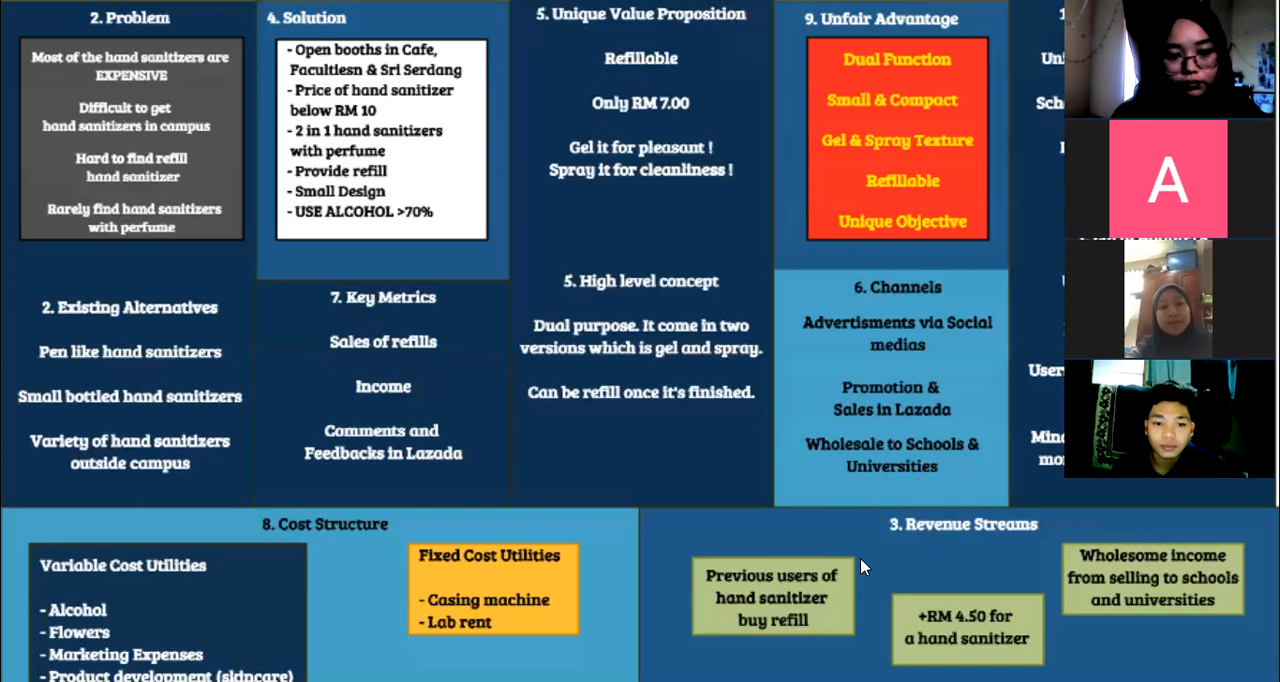 2. Problem
Most of the hand sanitizers are
EXPENSIVE
Difficult to get
hand sanitizers in campus
Hard to find refill
hand sanitizer
Rarely find hand sanitizers
with perfume
2. Existing Alternatives
Pen like hand sanitizers
Small bottled hand sanitizers
Variety of hand sanitizers
outside campus
4. Solution
- Open booths in Cafe,
Facultiesn & Sri Serdang
- Price of hand sanitizer
below RM 10
- 2 in 1 hand sanitizers
with perfume
- Provide refill
- Small Design
- USE ALCOHOL >70%
7. Key Metrics
Sales of refills
Income
Comments and
Feedbacks in Lazada
5. Unique Value Proposition
Refillable
Only RM 7.00
Gel it for pleasant !
Spray it for cleanliness !
5. High level concept
Dual purpose. It come in two
versions which is gel and spray.
Can be refill once it's finished.
9. Unfair Advantage
Dual Function
Small & Compact
Gel & Spray Texture
Refillable
Unique Objective
6. Channels
Advertisments via Social
medias
Promotion &
Sales in Lazada
Wholesale to Schools &
Universities
A
8. Cost Structure
Variable Cost Utilities
- Alcohol
- Flowers
- Marketing Expenses
- Product development (skincare)
Fixed Cost Utilities
- Casing machine
- Lab rent
3. Revenue Streams
Previous users of
hand sanitizer
buy refill
+RM 4.50 for
a hand sanitizer
Wholesome income
from selling to schools
and universities